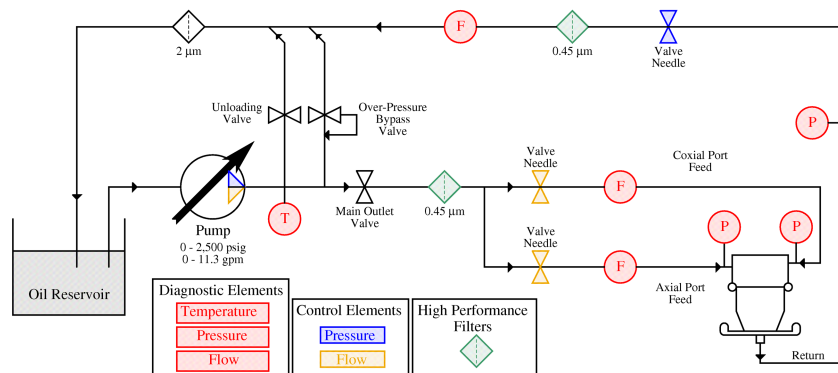 F
2 μm
0.45 μm
Valve
Needle
Unloading
Valve
Over-Pressure
Bypass
Valve
P
Valve
Needle
Coxial Port
Feed
F
Main Outlet
Valve
0.45 μm
T
Pump
0 - 2,500 psig
0 - 11.3 gpm
Valve
Needle
F
P
P
Axial Port
Feed
Oil Reservoir
Diagnostic Elements
Temperature
Pressure
Flow
Control Elements
Pressure
Flow
High Performance
Filters
Return